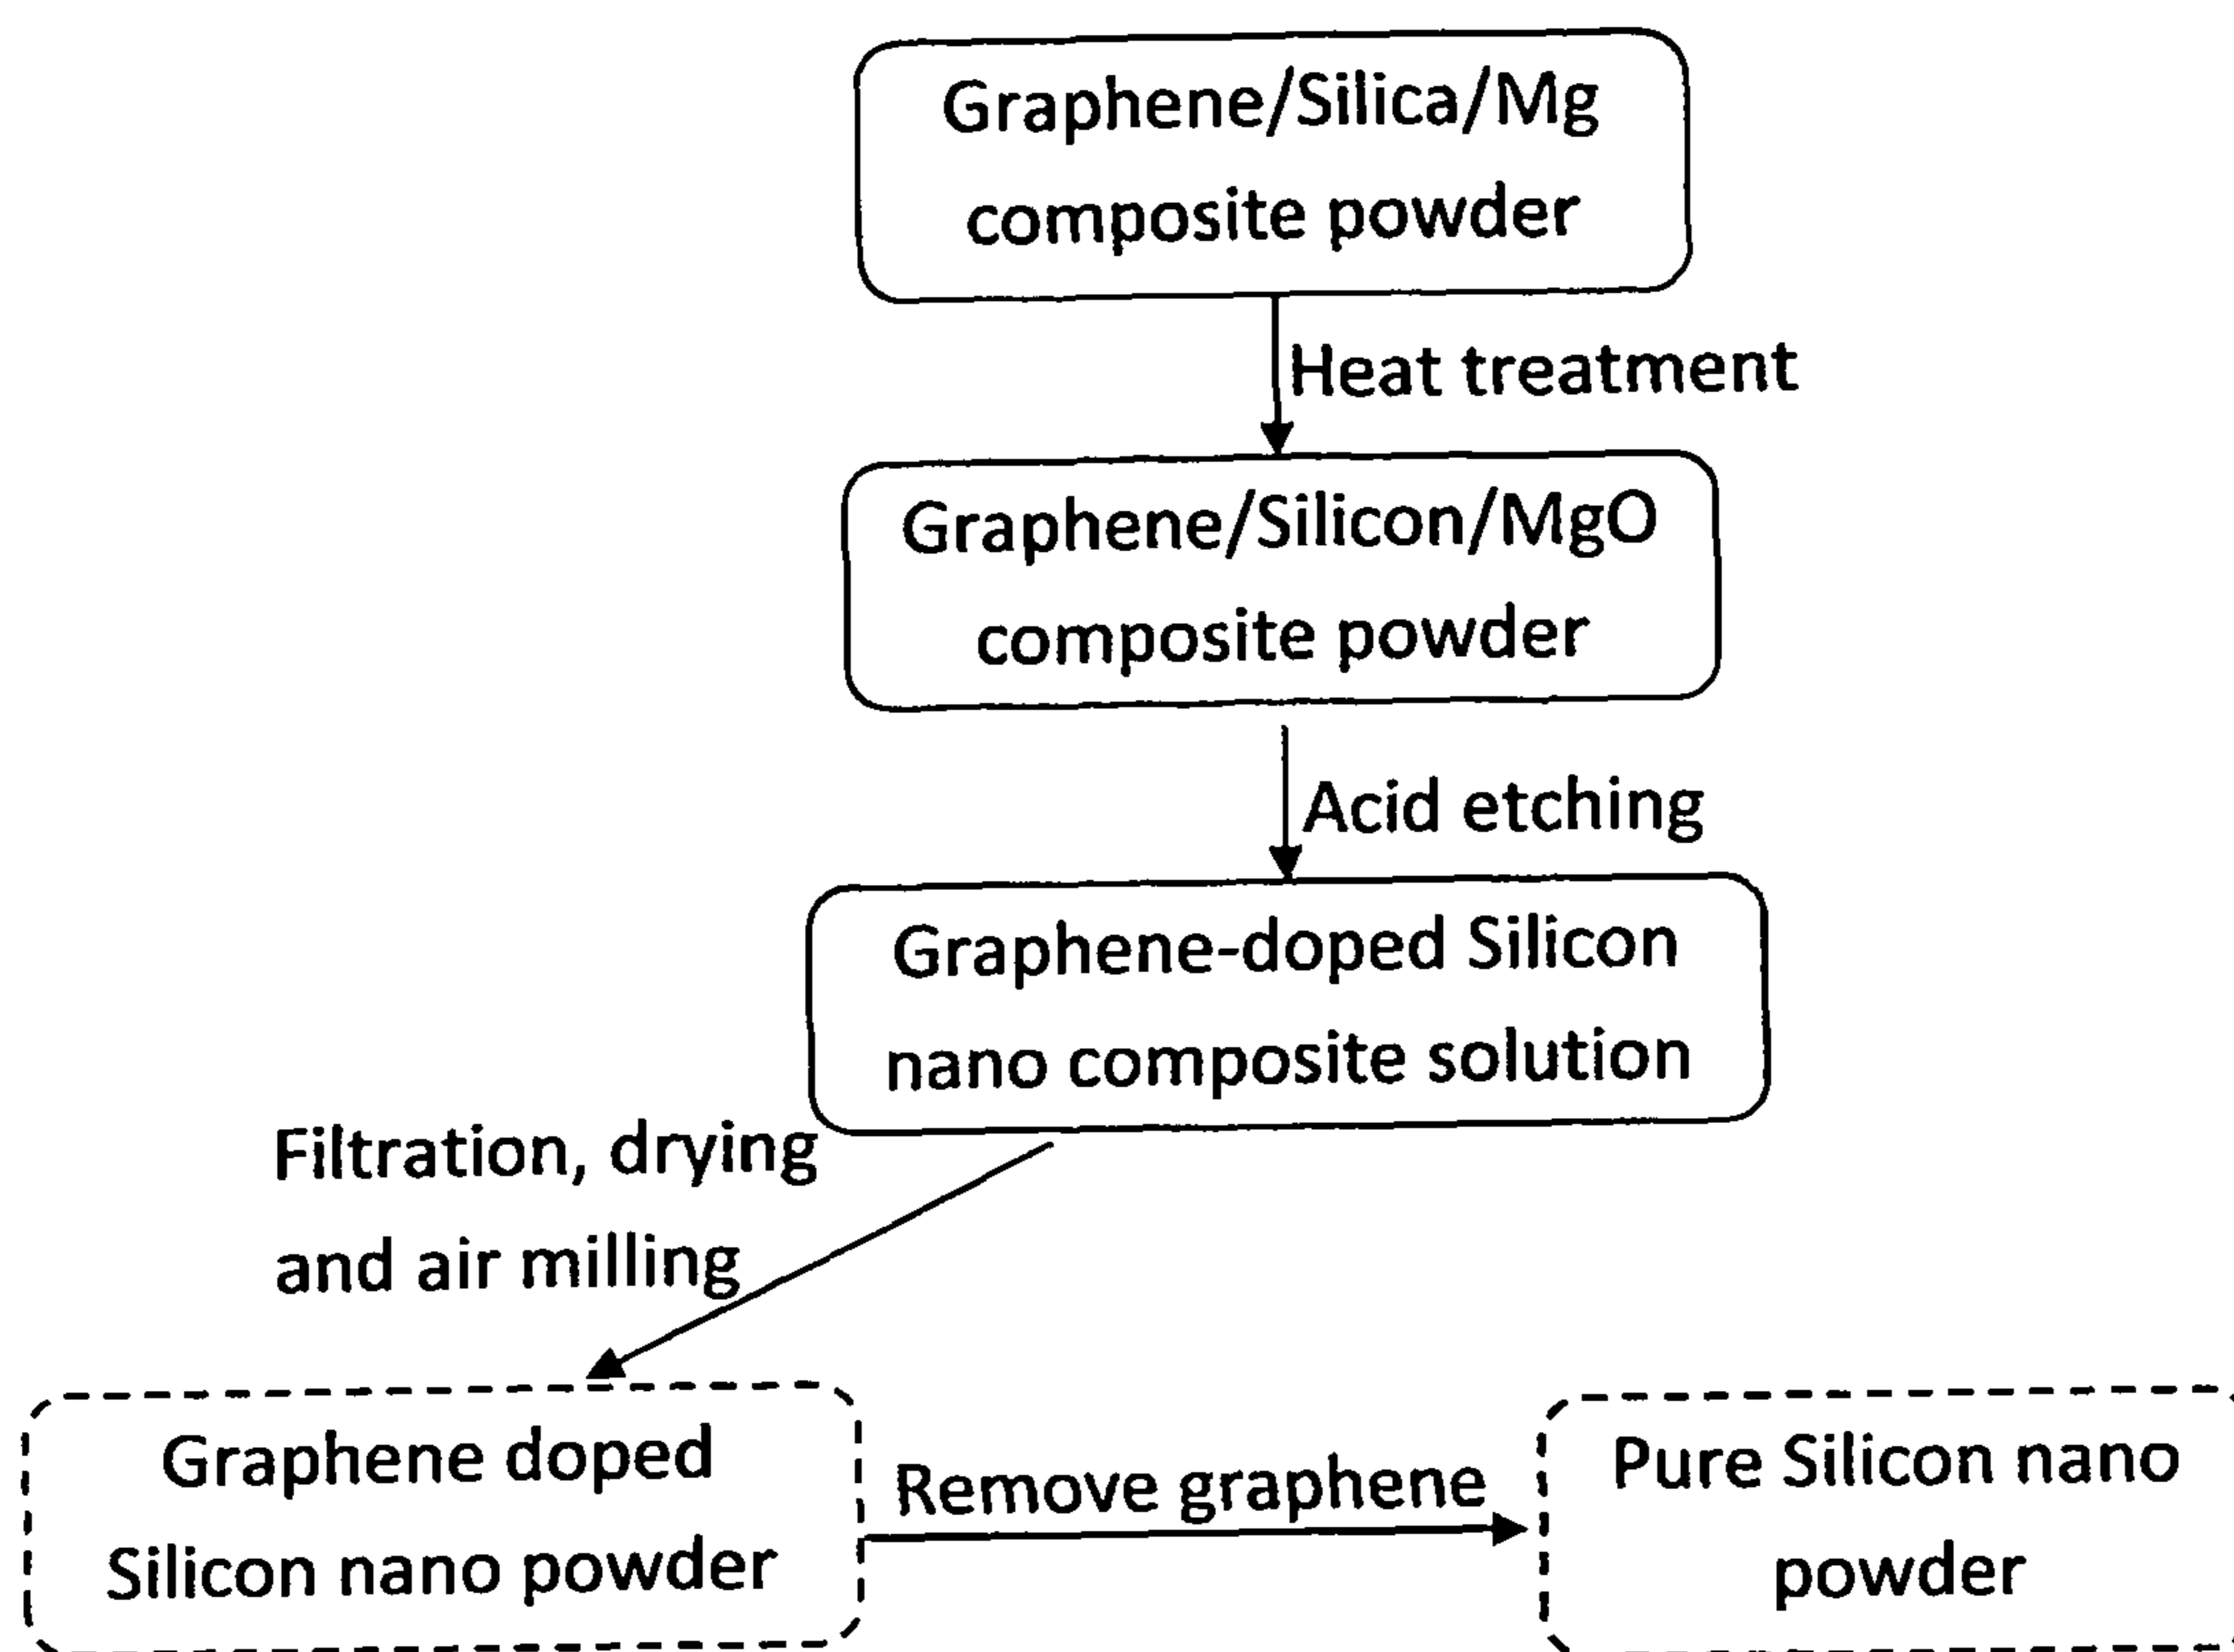 Graphene/Silica/Mg
composite powder
Heat treatment
Graphene/Silicon/MgO
composite powder
Acid etching
Graphene-doped Silicon
nano composite solution
Filtration, drying
and air milling
Graphene doped
Silicon nano powder
Remove graphene
Pure Silicon nano
powder